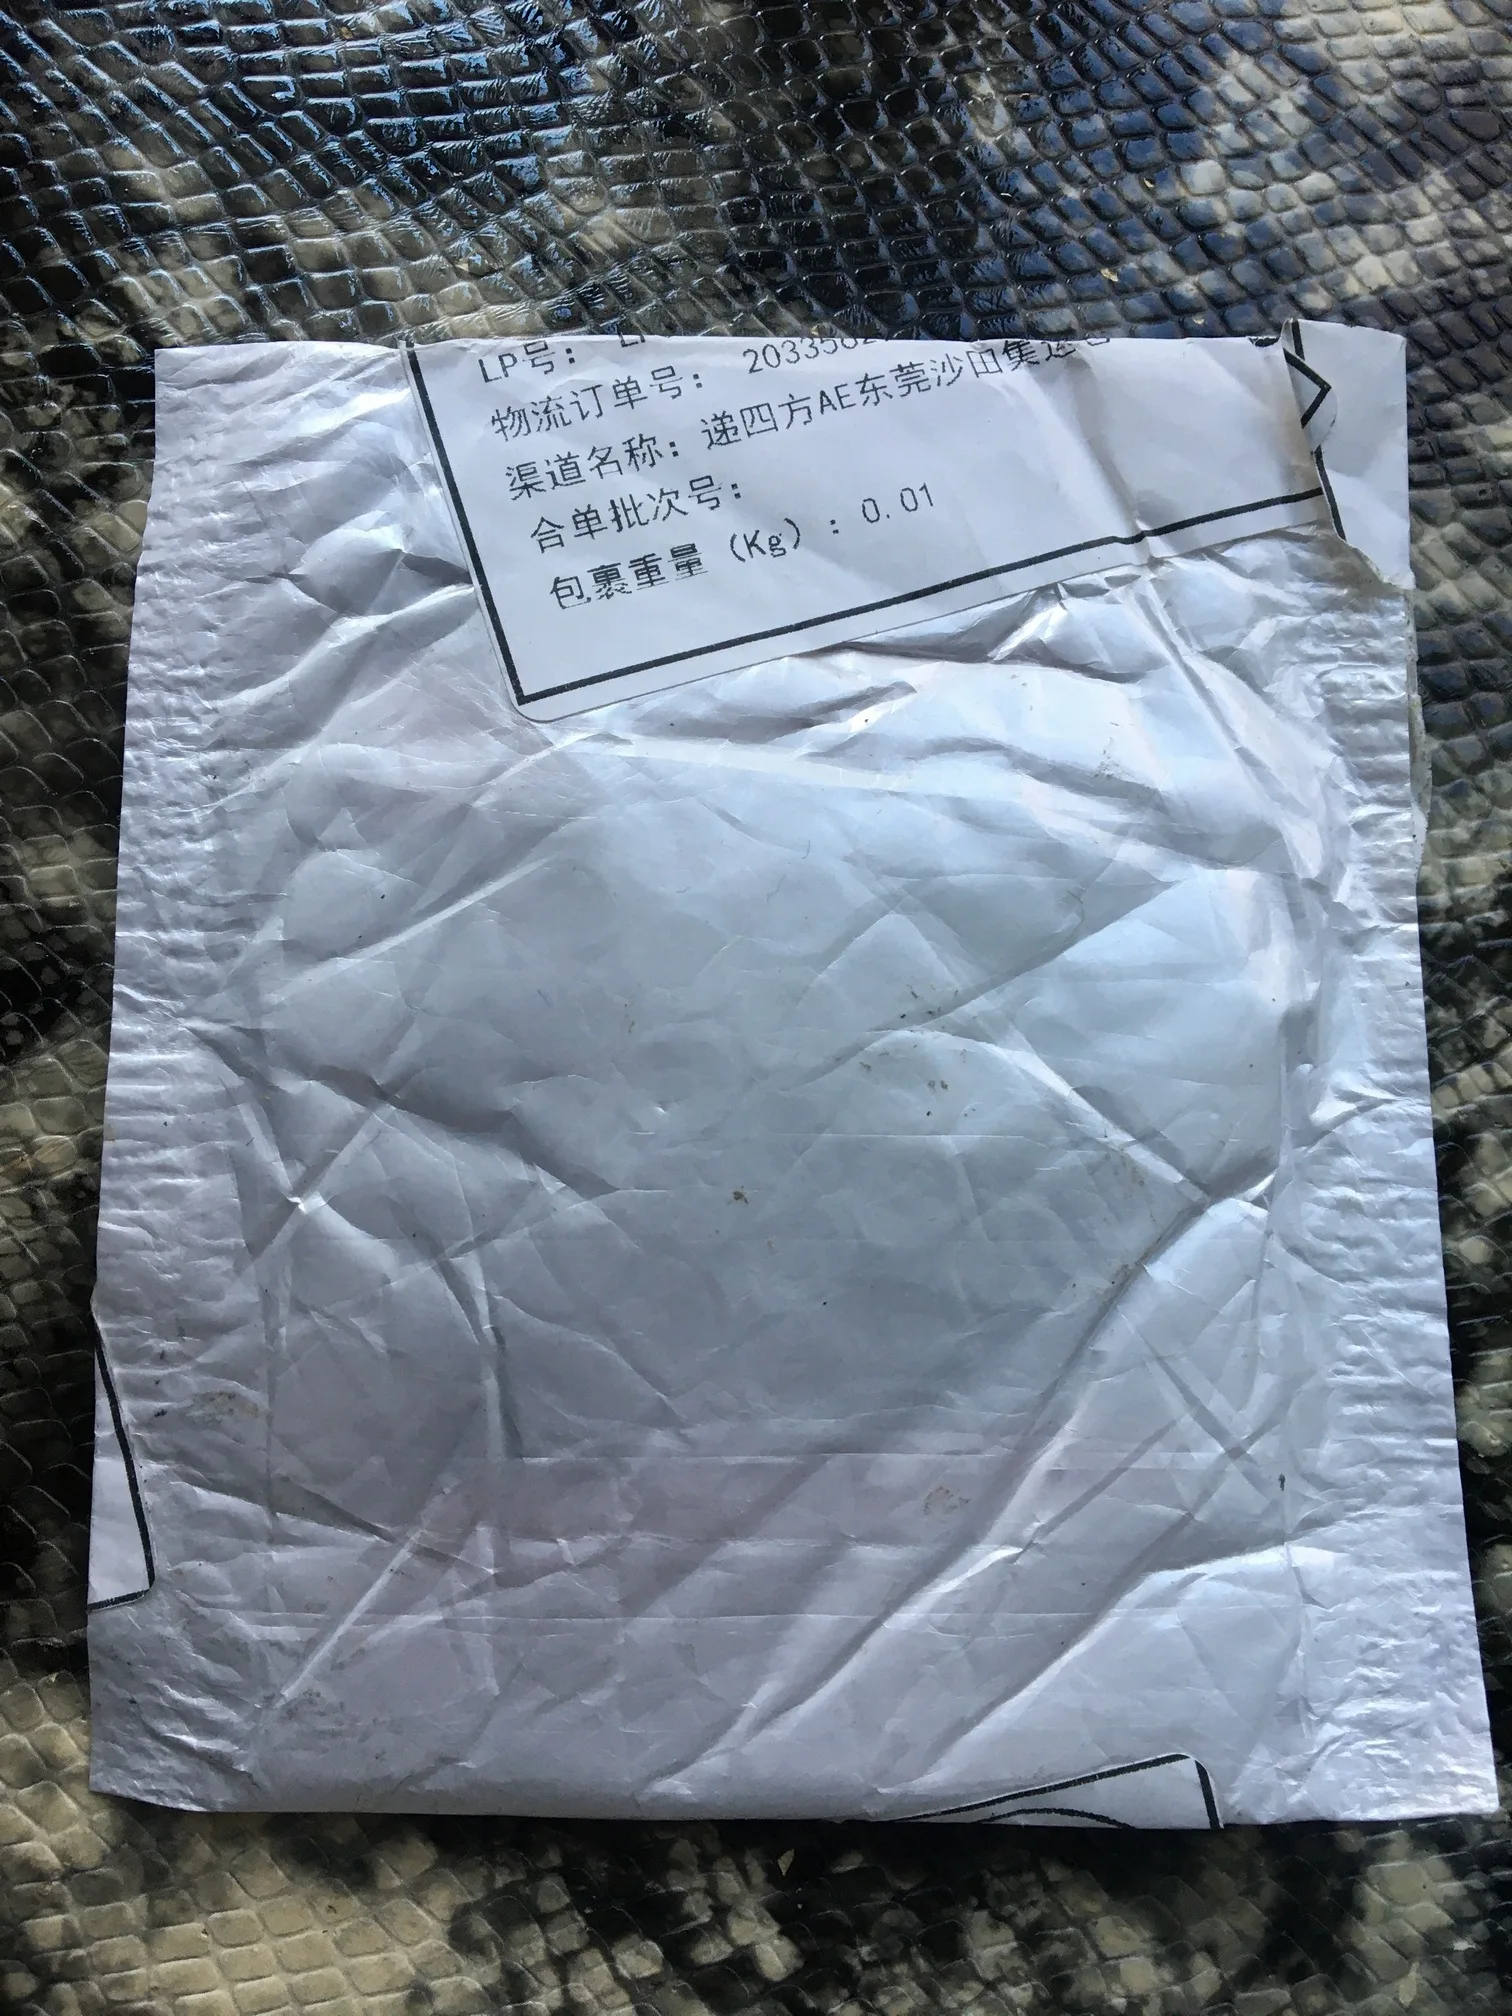 LP号：
物流订单号： 203356
渠道名称：递四方AE东莞沙田集运
合单批次号：
包裹重量（Kg）：0.01